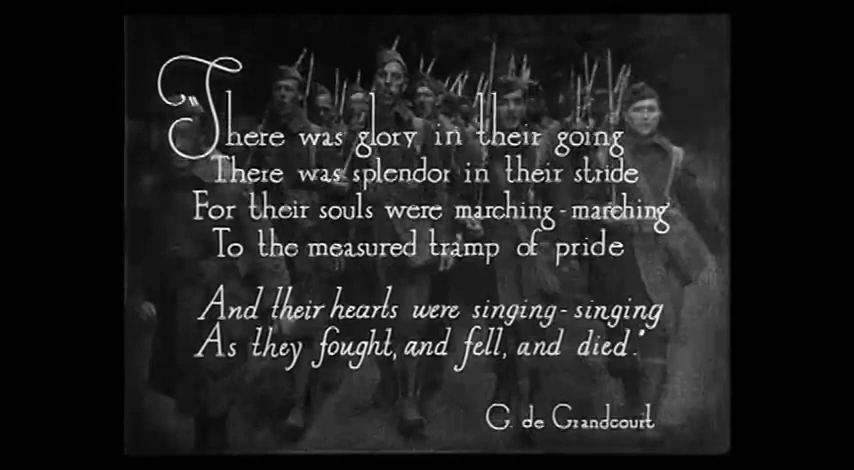 There was glory in their going
There was splendor in their stride
For their souls were marching-marching
To the measured tramp of pride
And their hearts were singing-singing
As they fought, and fell, and died."
G. de Grandcourt